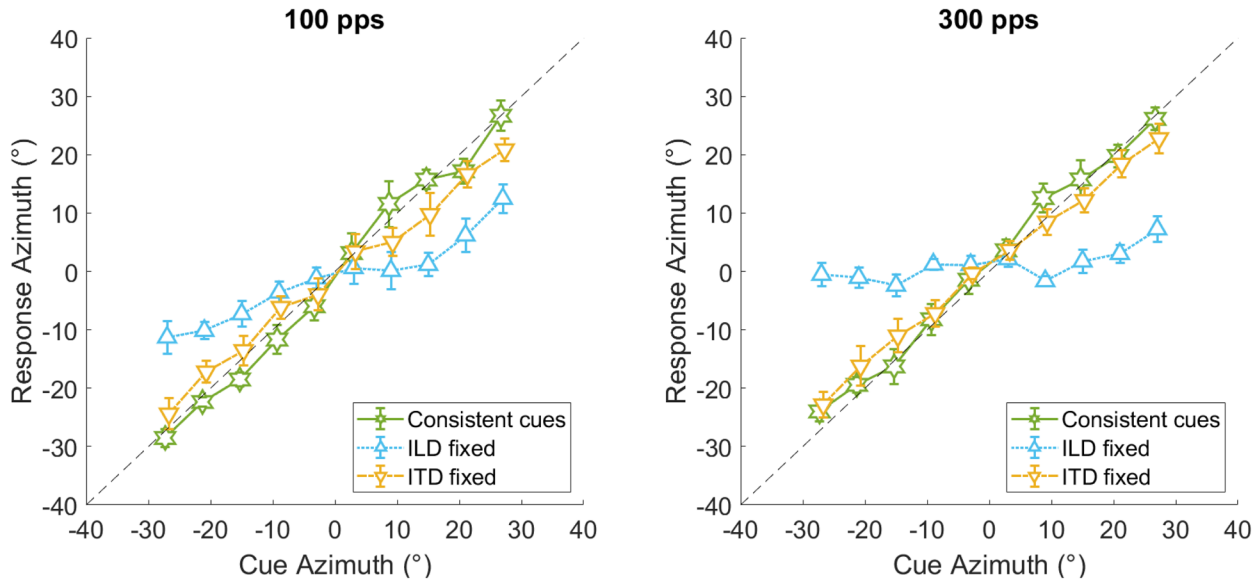 100 pps
40
30
20
10
0
-10
-20
-30
-40
Response Azimuth (°)
-40 -30 -20 -10 0 10 20 30 40
Cue Azimuth (°)
Consistent cues
ILD fixed
ITD fixed
300 pps
40
30
20
10
0
-10
-20
-30
-40
Response Azimuth (°)
-40 -30 -20 -10 0 10 20 30 40
Cue Azimuth (°)
Consistent cues
ILD fixed
ITD fixed